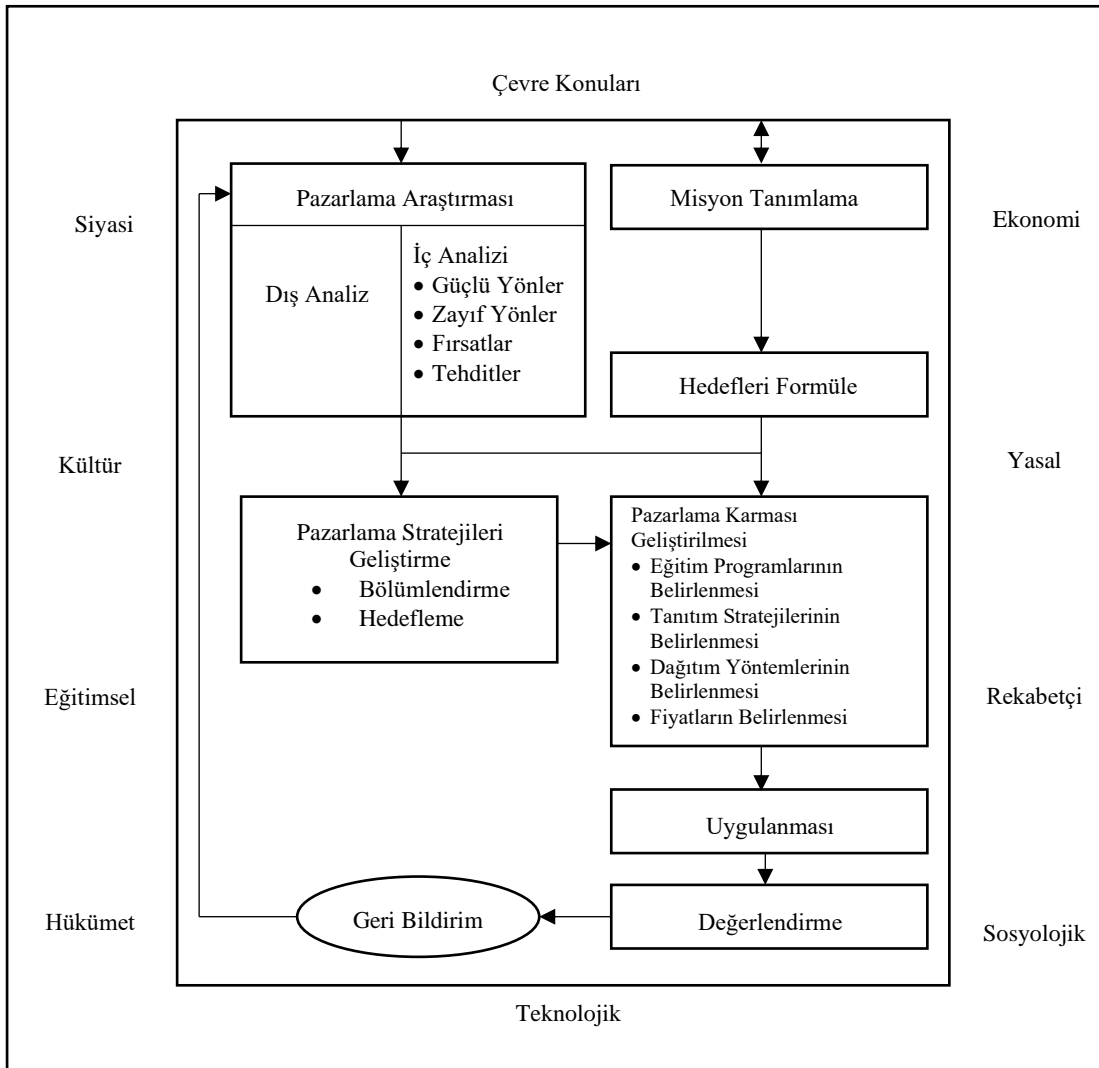 Çevre Konuları
Pazarlama Araştırması
Misyon Tanımlama
Siyasi
Ekonomi
Dış Analiz
İç Analizi
• Güçlü Yönler
• Zayıf Yönler
• Fırsatlar
• Tehditler
Hedefleri Formüle
Kültür
Yasal
Pazarlama Stratejileri
Geliştirme
• Bölümlendirme
• Hedefleme
Pazarlama Karması
Geliştirilmesi
• Eğitim Programlarının
Belirlenmesi
• Tanıtım Stratejilerinin
Belirlenmesi
• Dağıtım Yöntemlerinin
Belirlenmesi
• Fiyatların Belirlenmesi
Eğitimsel
Rekabetçi
Uygulanması
Hükümet
Geri Bildirim
Değerlendirme
Sosyolojik
Teknolojik